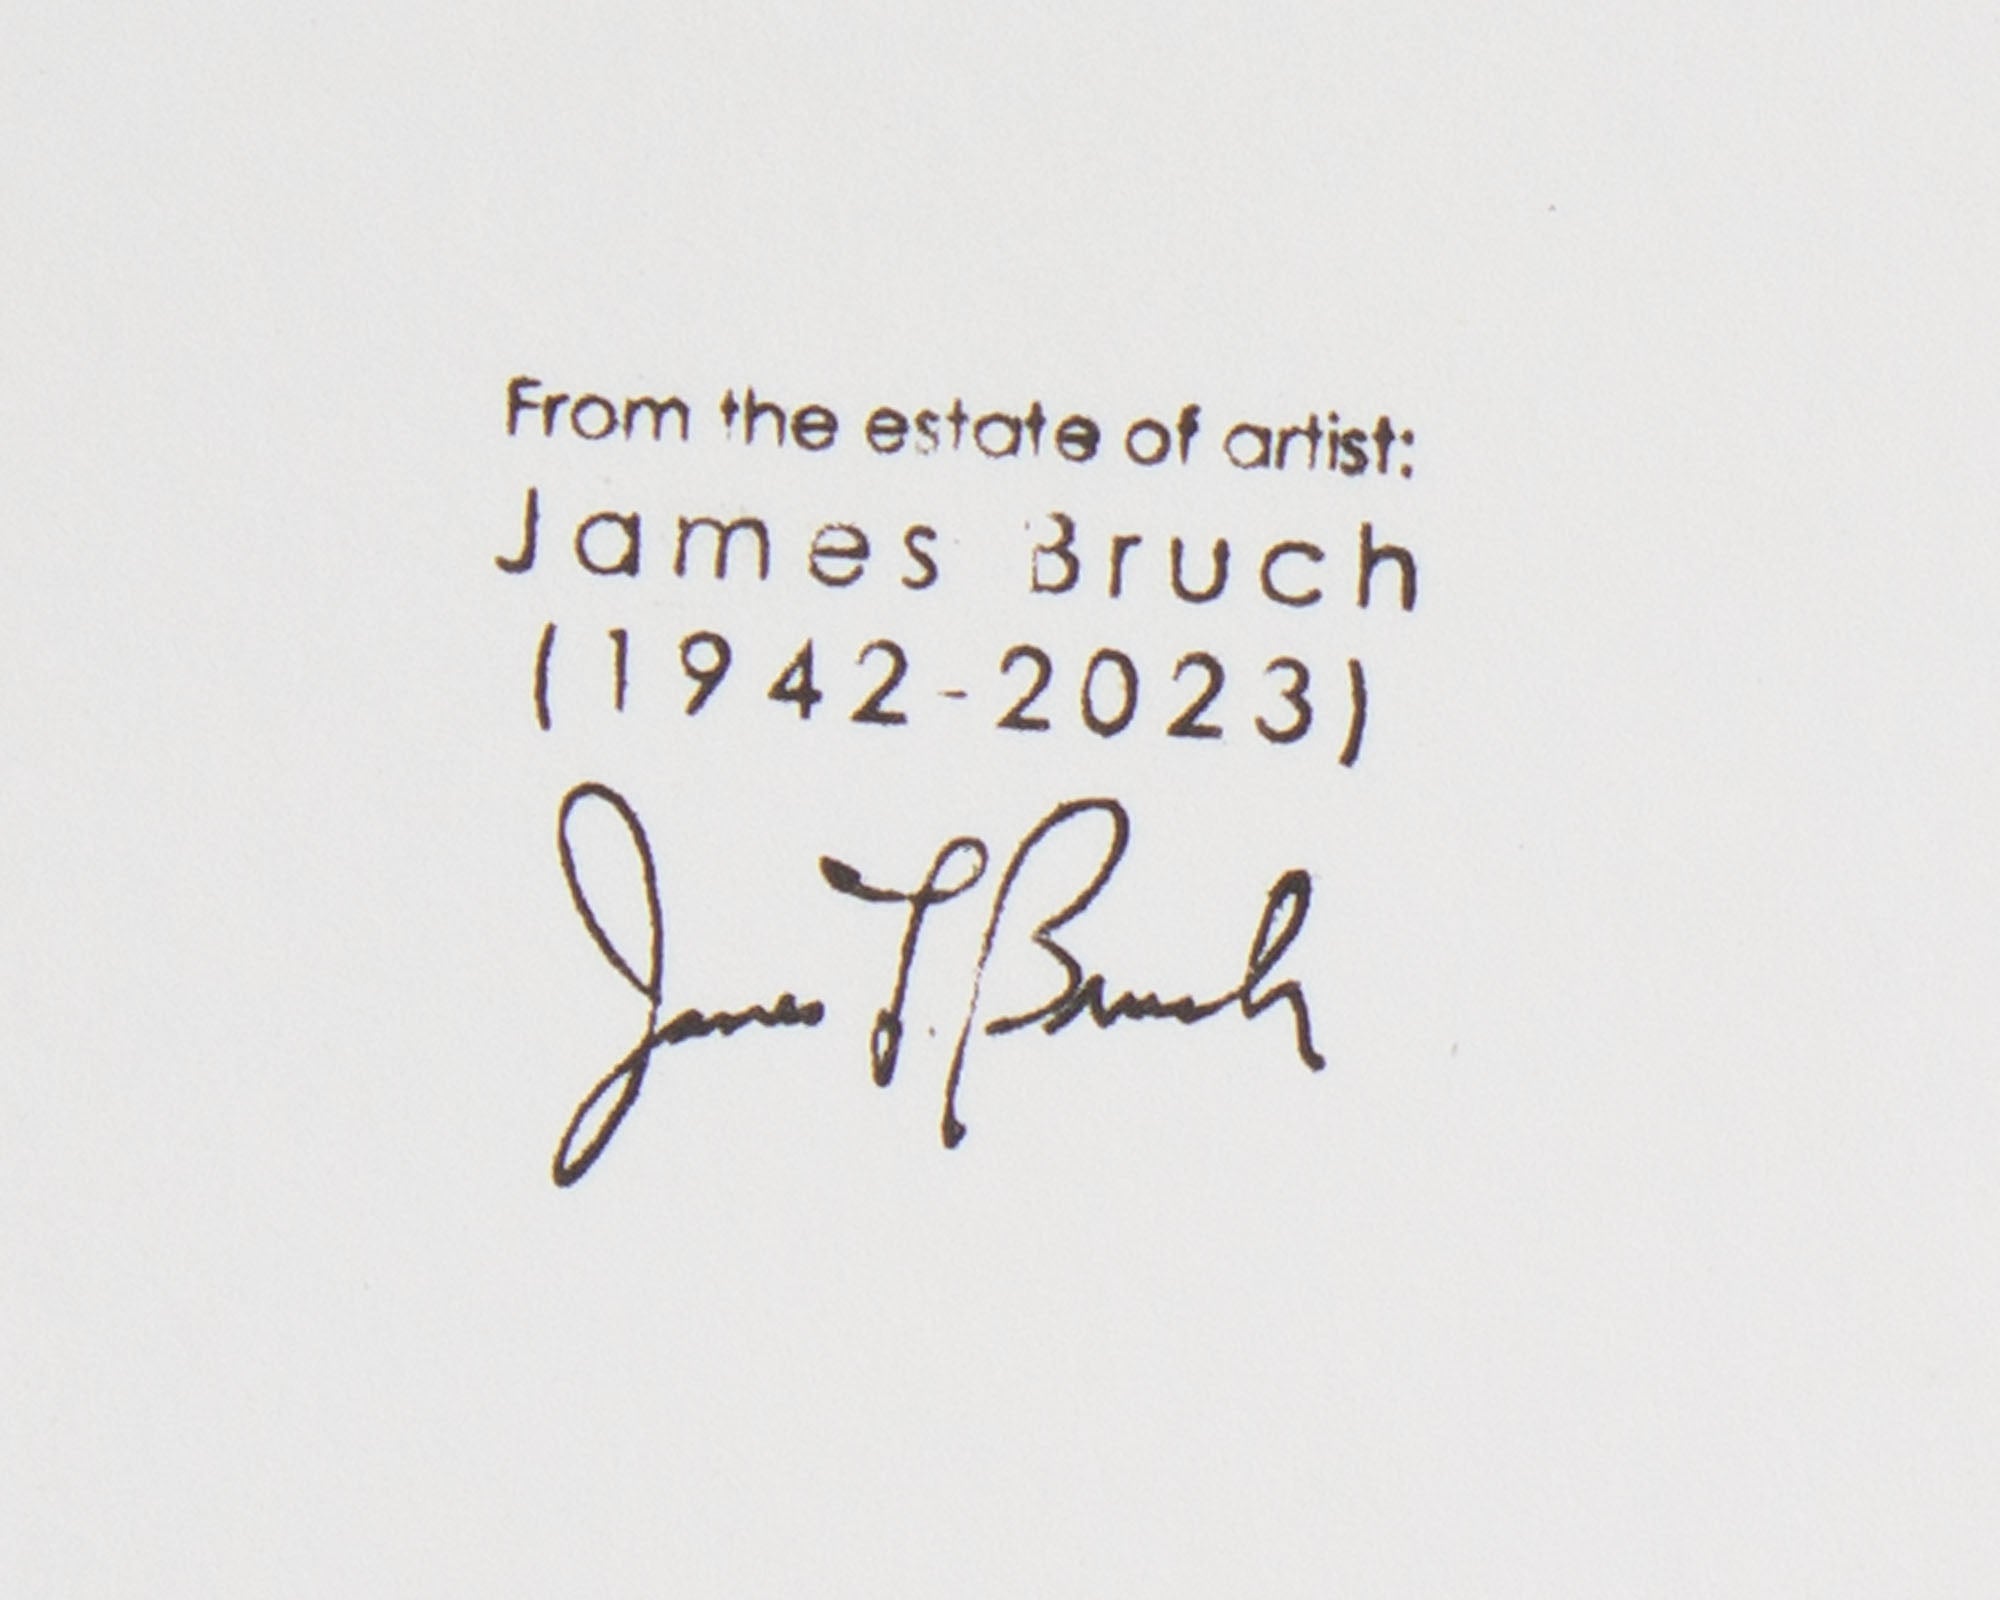 From the estate of artist:
James Bruch
(1942-2023)
James T. Bruch